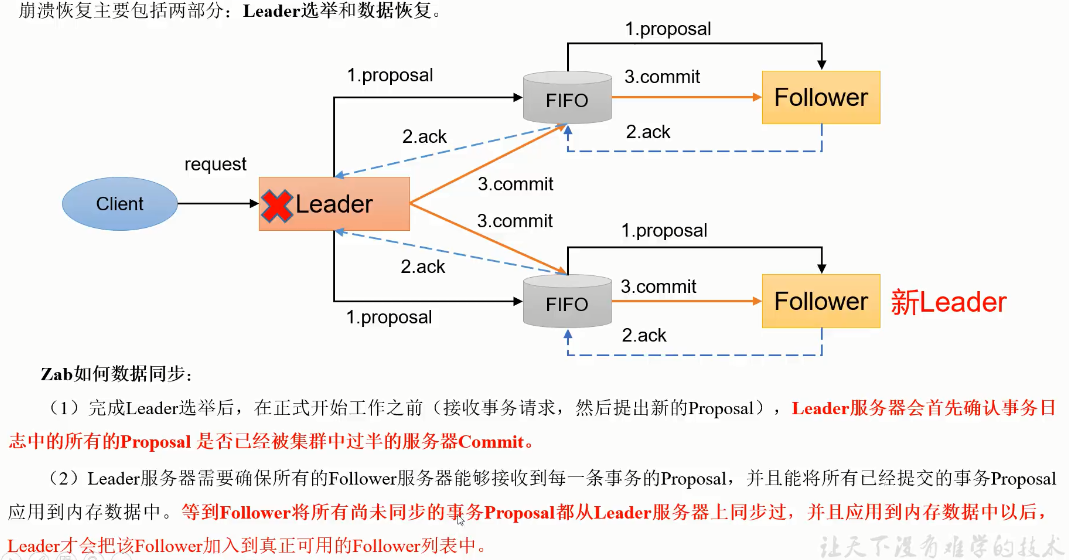 崩溃恢复主要包括两部分：Leader选举和数据恢复。
1.proposal
1.proposal
3.commit
FIFO
Follower
2.ack
2.ack
request
3.commit
Client
Leader
3.commit
1.proposal
2.ack
3.commit
FIFO
Follower
新Leader
1.proposal
2.ack
Zab如何数据同步：
（1）完成Leader选举后，在正式开始工作之前（接收事务请求，然后提出新的Proposal），Leader服务器会首先确认事务日
志中的所有的Proposal 是否已经被集群中过半的服务器Commit。
（2）Leader服务器需要确保所有的Follower服务器能够接收到每一条事务的Proposal，并且能将所有已经提交的事务Proposal
应用到内存数据中。等到Follower将所有尚未同步的事务Proposal都从Leader服务器上同步过，并且应用到内存数据中以后，
Leader才会把该Follower加入到真正可用的Follower列表中。
让天下没有难学的技术